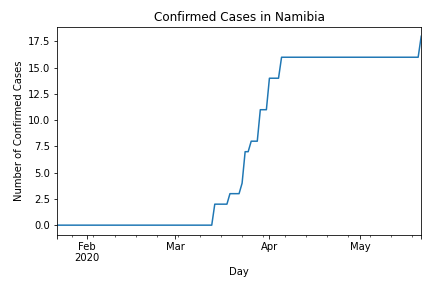 Confirmed Cases in Namibia
Number of Confirmed Cases
17.5
15.0
12.5
10.0
7.5
5.0
2.5
0.0
Feb Mar Apr May
2020
Day